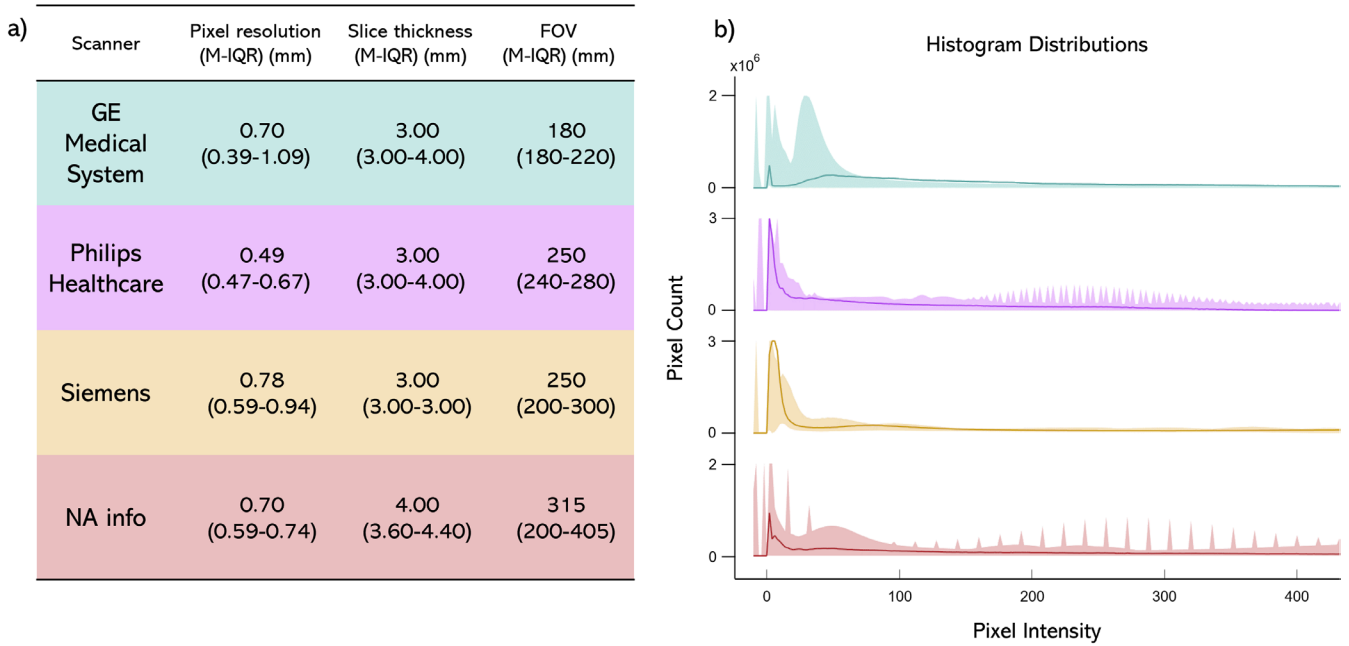 a)
Scanner
Pixel resolution
(M-IQR) (mm)
Slice thickness
(M-IQR) (mm)
FOV
(M-IQR) (mm)
GE
Medical
System
0.70
(0.39-1.09)
3.00
(3.00-4.00)
180
(180-220)
Philips
Healthcare
0.49
(0.47-0.67)
3.00
(3.00-4.00)
250
(240-280)
Siemens
0.78
(0.59-0.94)
3.00
(3.00-3.00)
250
(200-300)
NA info
0.70
(0.59-0.74)
4.00
(3.60-4.40)
315
(200-405)
b)
Histogram Distributions
x10⁶
2
0
3
0
3
0
2
0
Pixel Count
0 100 200 300 400
Pixel Intensity